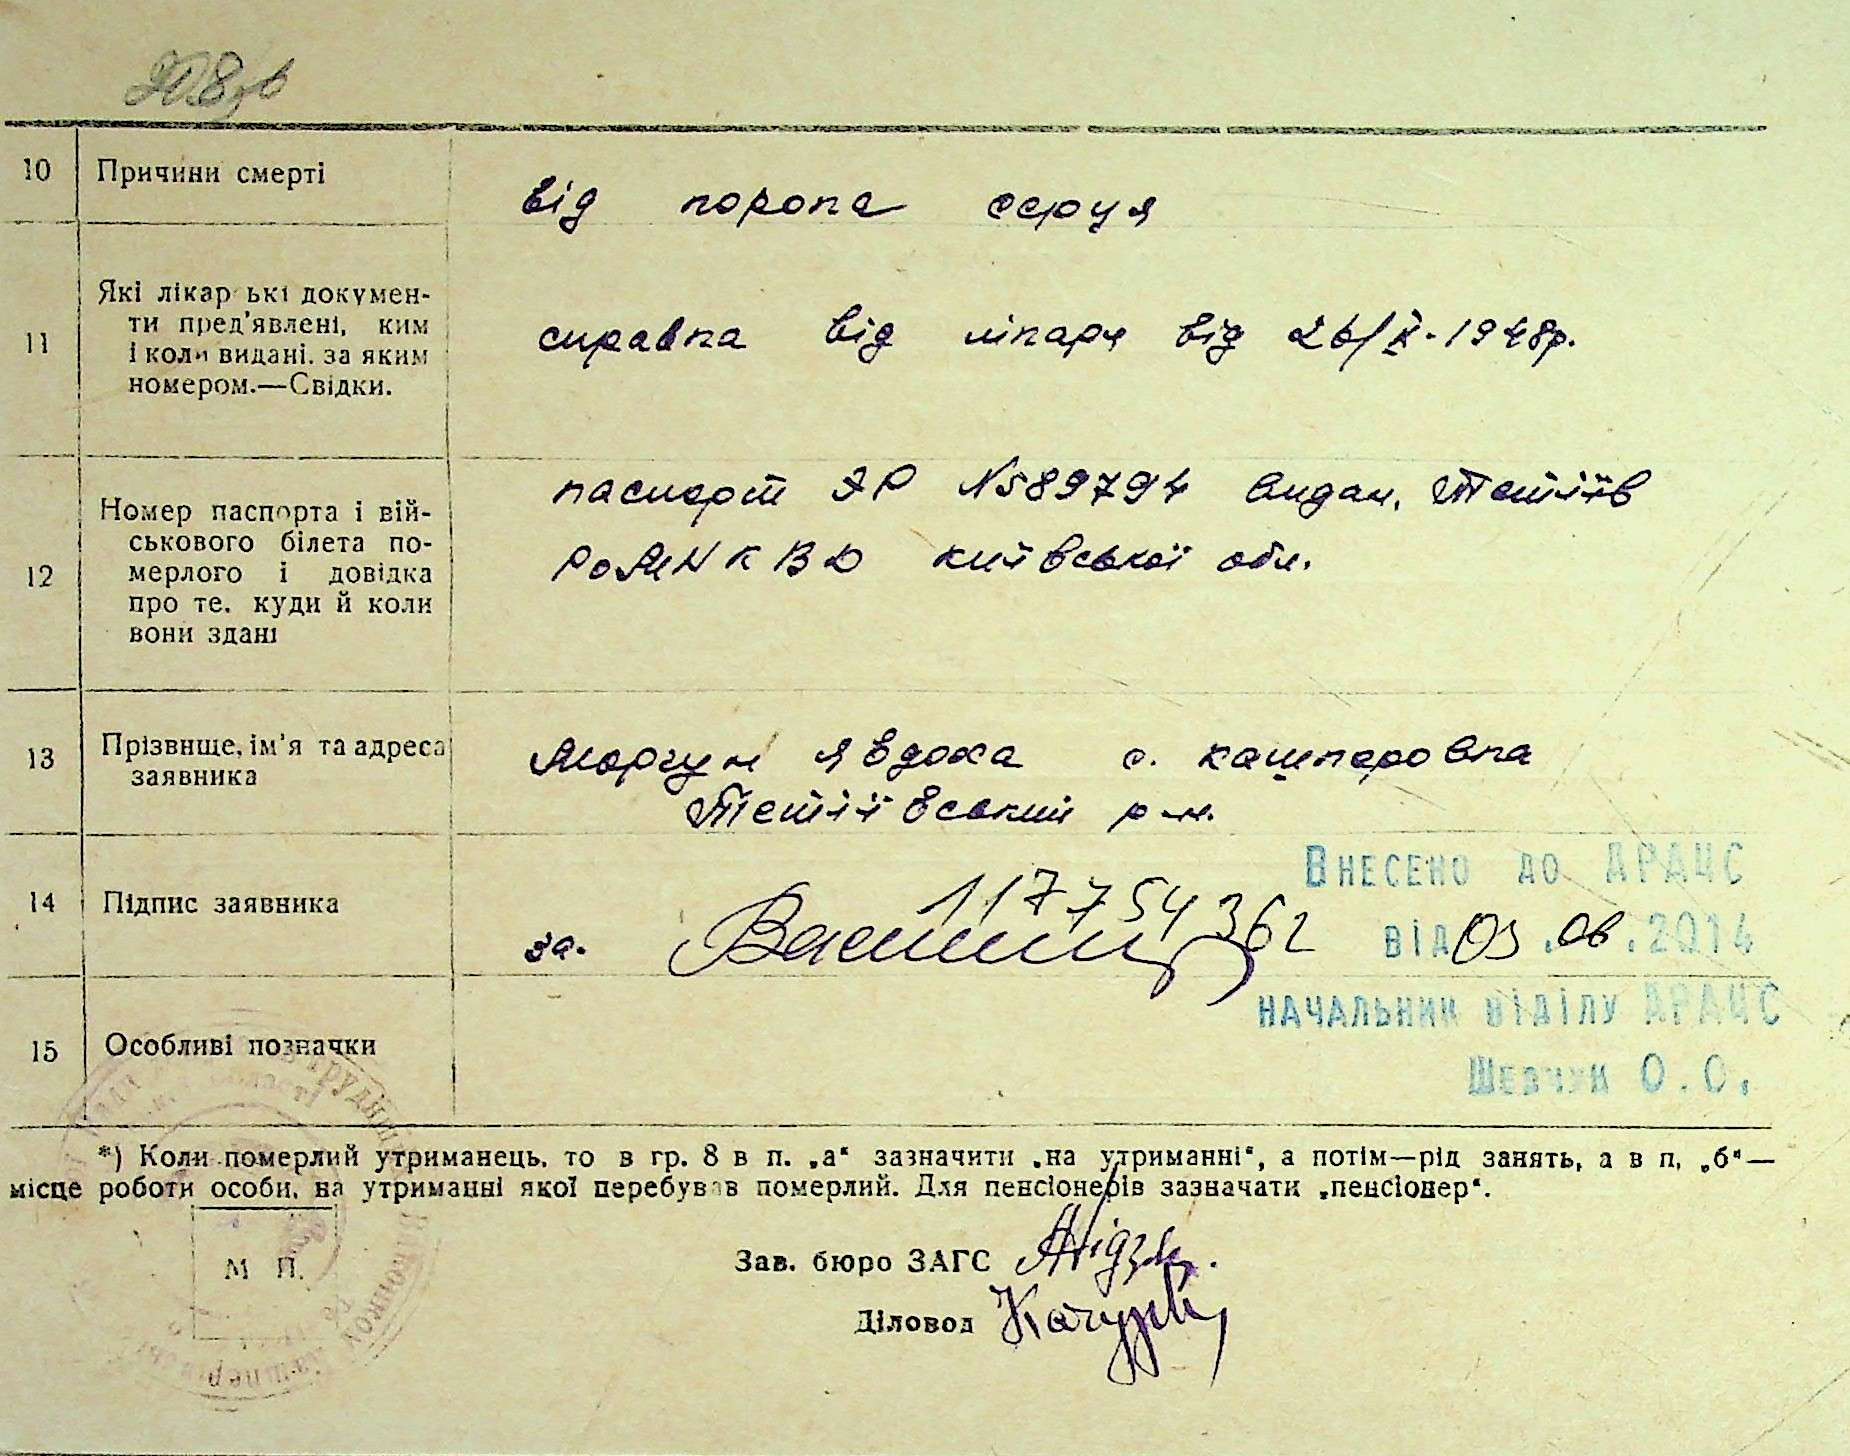 10 Причини смерті
від порока серця
11 Які лікарські докумен-
ти пред'явлені, ким
і коли видані. за яким
номером.—Свідки.
справка від лікаря від 26/X-1948р.
12 Номер паспорта і вій-
ськового білета по-
мерлого і довідка
про те. куди й коли
вони здані
паспорт ЯР №589794 видан. Тетіїв
РОМ НКВД київської обл.
13 Прізвище, ім'я та адреса
заявника
Моргун явдоха с. кашперовка
Тетіївський р-н.
14 Підпис заявника
за.
117754362
Внесено до АРАЦС
від 03.06.2014
начальник відділу АРАЦС
Шевчук О.О.
15 Особливі позначки
*) Коли померлий утриманець. то в гр. 8 в п. „а“ зазначити „на утриманні“, а потім—рід занять, а в п. „б“—
місце роботи особи, на утриманні якої перебував померлий. Для пенсіонерів зазначати „пенсіонер“.
М П.
Зав. бюро ЗАГС
Діловод